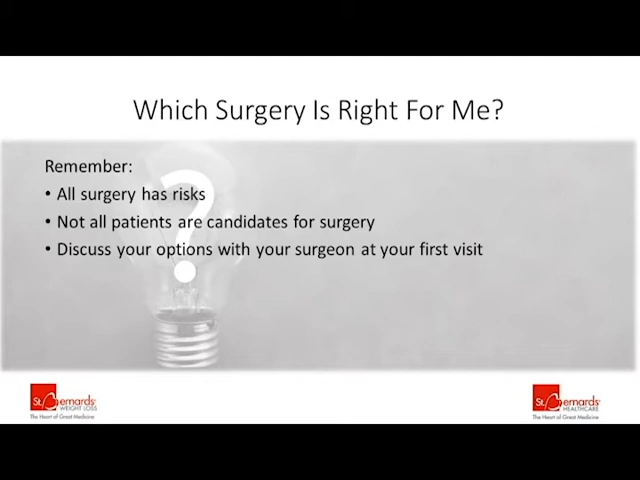 Which Surgery Is Right For Me?
Remember:
• All surgery has risks
• Not all patients are candidates for surgery
• Discuss your options with your surgeon at your first visit
?
St. Bernards
WEIGHT LOSS
The Heart of Great Medicine
St. Bernards
HEALTHCARE
The Heart of Great Medicine